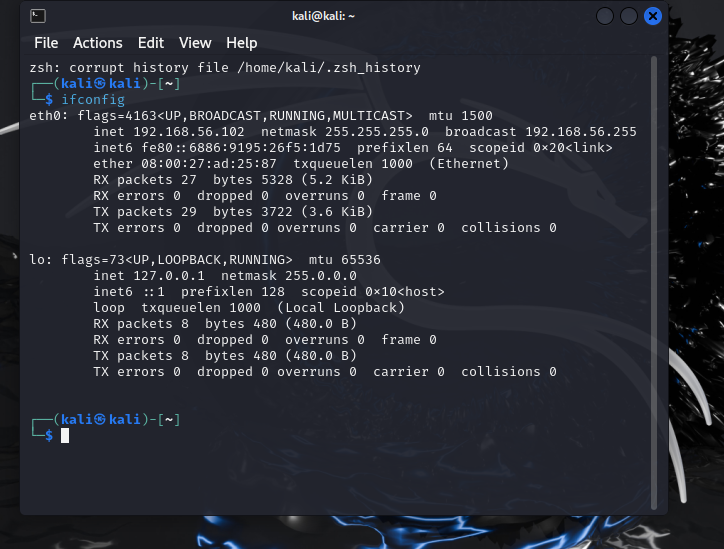 kali@kali: ~
File Actions Edit View Help
zsh: corrupt history file /home/kali/.zsh_history
┌──(kali㉿kali)-[~]
└─$ ifconfig
eth0: flags=4163<UP,BROADCAST,RUNNING,MULTICAST>  mtu 1500
        inet 192.168.56.102  netmask 255.255.255.0  broadcast 192.168.56.255
        inet6 fe80::6886:9195:26f5:1d75  prefixlen 64  scopeid 0×20<link>
        ether 08:00:27:ad:25:87  txqueuelen 1000  (Ethernet)
        RX packets 27  bytes 5328 (5.2 KiB)
        RX errors 0  dropped 0  overruns 0  frame 0
        TX packets 29  bytes 3722 (3.6 KiB)
        TX errors 0  dropped 0 overruns 0  carrier 0  collisions 0
lo: flags=73<UP,LOOPBACK,RUNNING>  mtu 65536
        inet 127.0.0.1  netmask 255.0.0.0
        inet6 ::1  prefixlen 128  scopeid 0×10<host>
        loop  txqueuelen 1000  (Local Loopback)
        RX packets 8  bytes 480 (480.0 B)
        RX errors 0  dropped 0  overruns 0  frame 0
        TX packets 8  bytes 480 (480.0 B)
        TX errors 0  dropped 0 overruns 0  carrier 0  collisions 0
┌──(kali㉿kali)-[~]
└─$